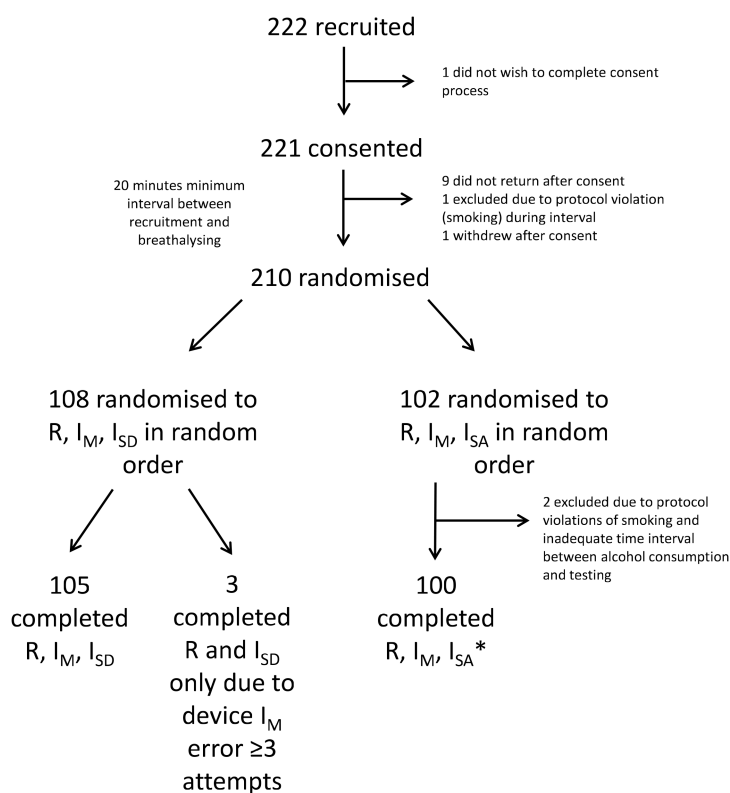 222 recruited
1 did not wish to complete consent
process
221 consented
20 minutes minimum
interval between
recruitment and
breathalysing
9 did not return after consent
1 excluded due to protocol violation
(smoking) during interval
1 withdrew after consent
210 randomised
108 randomised to
R, IM, ISD in random
order
102 randomised to
R, IM, ISA in random
order
2 excluded due to protocol
violations of smoking and
inadequate time interval
between alcohol consumption
and testing
105
completed
R, IM, ISD
3
completed
R and ISD
only due to
device IM
error ≥3
attempts
100
completed
R, IM, ISA*